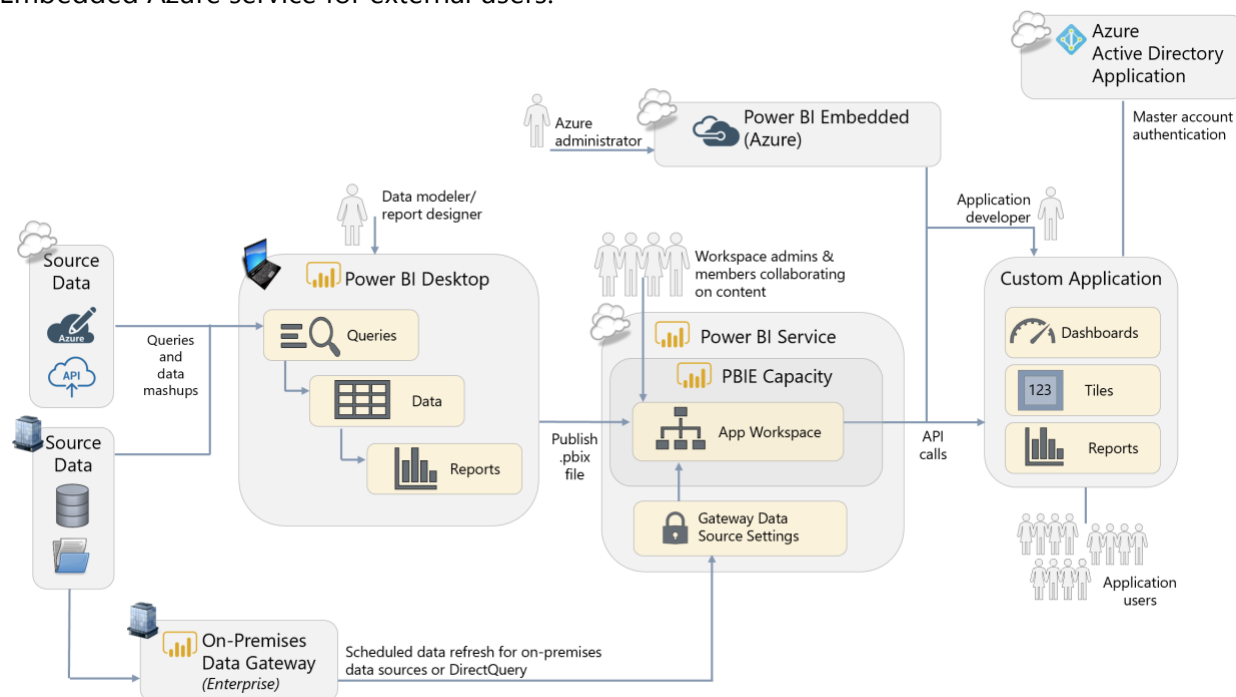 Embedded Azure service for external users.
Azure
Active Directory
Application
Azure
administrator
Power BI Embedded
(Azure)
Master account
authentication
Data modeler/
report designer
Application
developer
Source
Data
Azure
API
Queries
and
data
mashups
Power BI Desktop
Queries
Data
Reports
Workspace admins &
members collaborating
on content
Power BI Service
PBIE Capacity
App Workspace
Publish
.pbix
file
API
calls
Custom Application
Dashboards
123
Tiles
Reports
Source
Data
Gateway Data
Source Settings
Application
users
On-Premises
Data Gateway
(Enterprise)
Scheduled data refresh for on-premises
data sources or DirectQuery